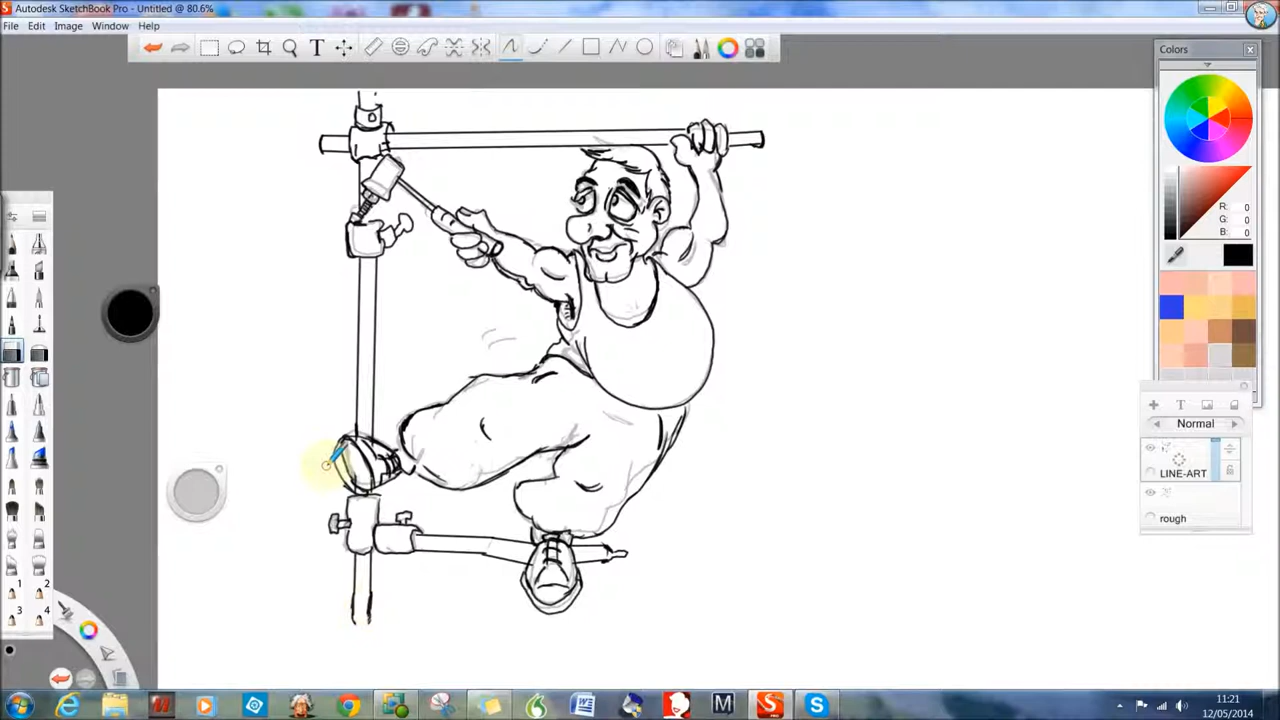 Autodesk SketchBook Pro - Untitled @ 80.6%
File Edit Image Window Help
T
Colors
R: 0
G: 0
B: 0
T
Normal
LINE-ART
rough
1 2
3 4
11:21
12/05/2014